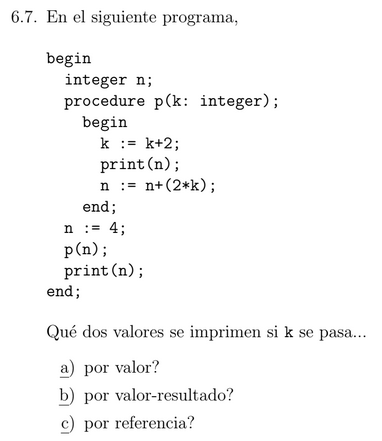 6.7. En el siguiente programa,
begin
integer n;
procedure p(k: integer);
begin
k := k+2;
print(n);
n := n+(2*k);
end;
n := 4;
p(n);
print(n);
end;
Qué dos valores se imprimen si k se pasa...
a) por valor?
b) por valor-resultado?
c) por referencia?